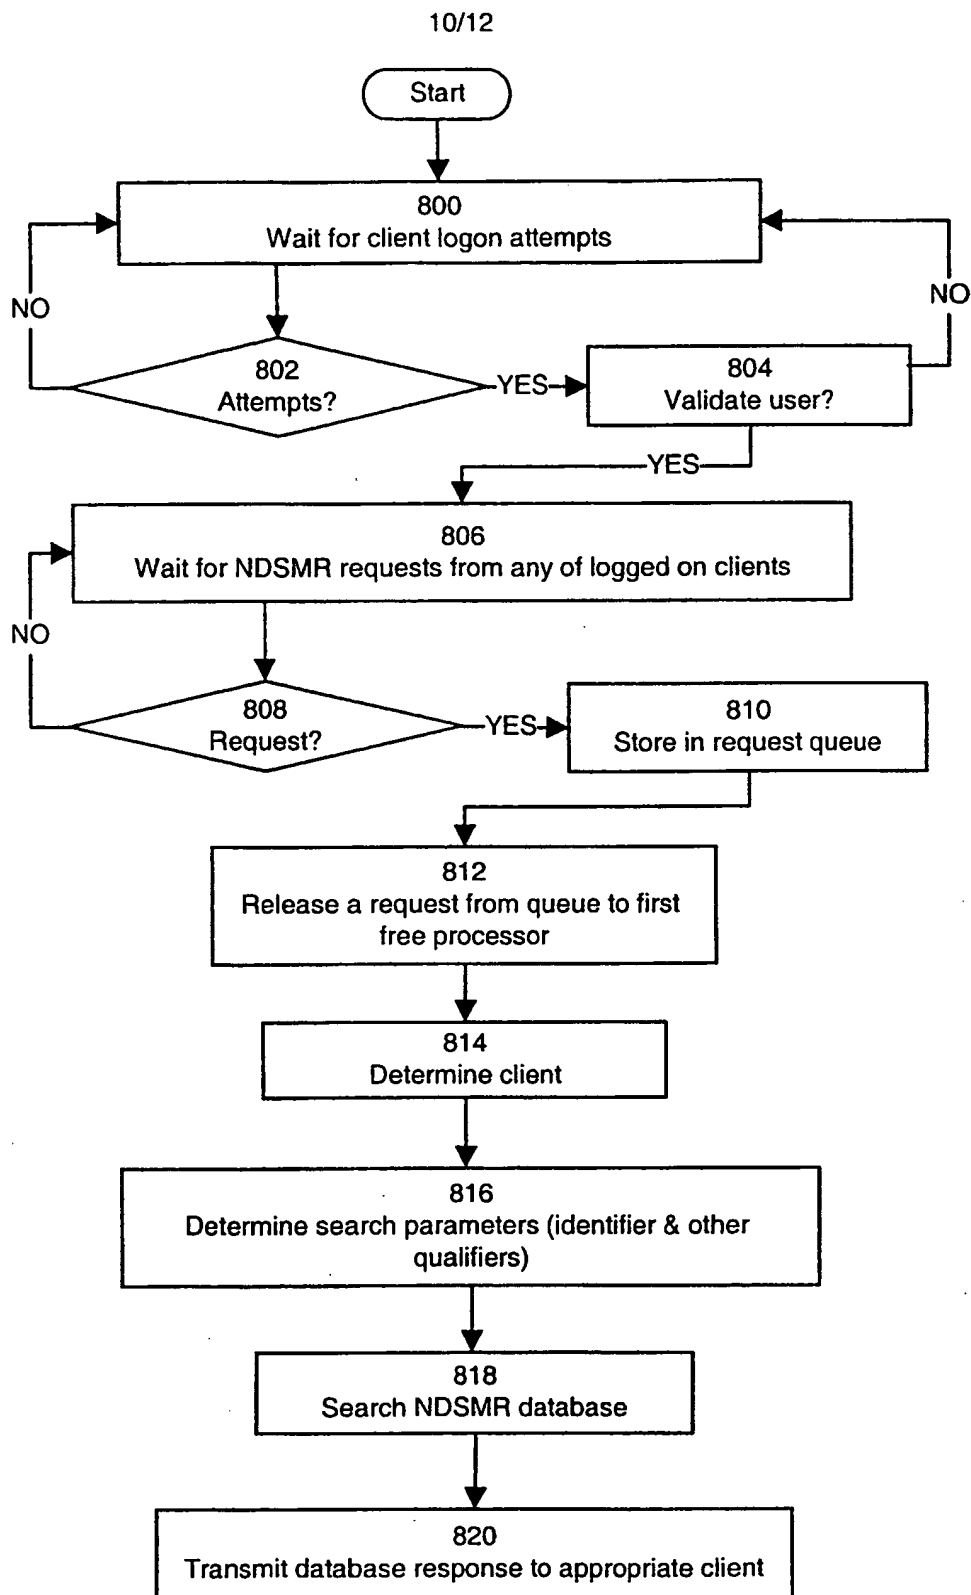 10/12
Start
800
Wait for client logon attempts
NO
NO
802
Attempts?
YES
804
Validate user?
YES
806
Wait for NDSMR requests from any of logged on clients
NO
808
Request?
YES
810
Store in request queue
812
Release a request from queue to first
free processor
814
Determine client
816
Determine search parameters (identifier & other
qualifiers)
818
Search NDSMR database
820
Transmit database response to appropriate client